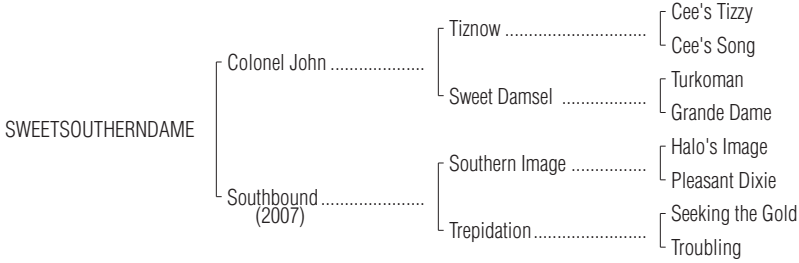 Cee's Tizzy
Tiznow ..............................
Cee's Song
Colonel John ....................
Turkoman
Sweet Damsel ..................
Grande Dame
SWEETSOUTHERNDAME
Halo's Image
Southern Image ................
Pleasant Dixie
Southbound ......................
(2007)
Seeking the Gold
Trepidation........................
Troubling